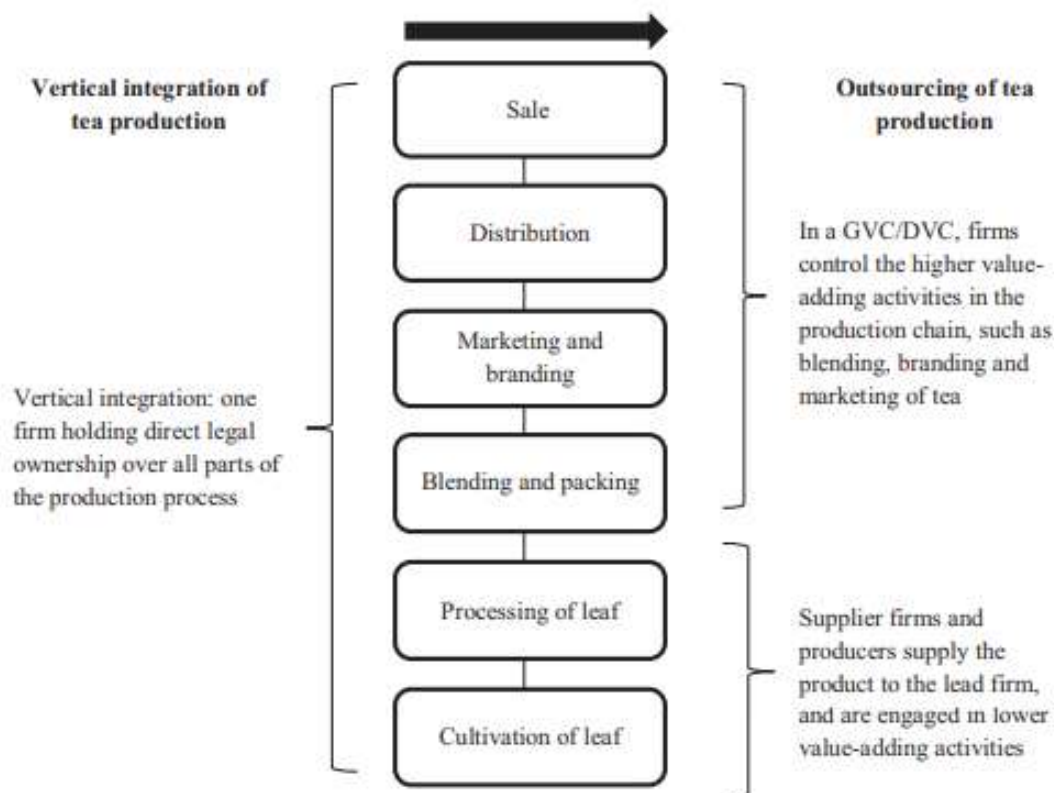 Vertical integration of
tea production
Vertical integration: one
firm holding direct legal
ownership over all parts of
the production process
Sale
Distribution
Marketing and
branding
Blending and packing
Processing of leaf
Cultivation of leaf
Outsourcing of tea
production
In a GVC/DVC, firms
control the higher value-
adding activities in the
production chain, such as
blending, branding and
marketing of tea
Supplier firms and
producers supply the
product to the lead firm,
and are engaged in lower
value-adding activities